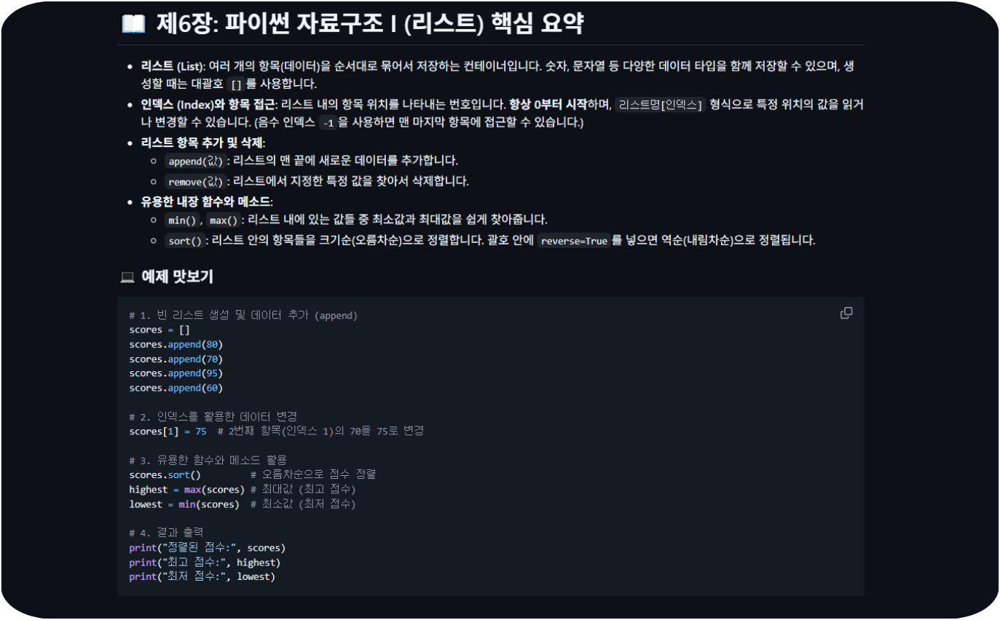 제6장: 파이썬 자료구조 I (리스트) 핵심 요약
리스트 (List): 여러 개의 항목(데이터)을 순서대로 묶어서 저장하는 컨테이너입니다. 숫자, 문자열 등 다양한 데이터 타입을 함께 저장할 수 있으며, 생
성할 때는 대괄호 [] 를 사용합니다.
인덱스 (Index)와 항목 접근: 리스트 내의 항목 위치를 나타내는 번호입니다. 항상 0부터 시작하며, 리스트명[인덱스] 형식으로 특정 위치의 값을 읽거
나 변경할 수 있습니다. (음수 인덱스 -1 을 사용하면 맨 마지막 항목에 접근할 수 있습니다.)
리스트 항목 추가 및 삭제:
append(값) : 리스트의 맨 끝에 새로운 데이터를 추가합니다.
remove(값) : 리스트에서 지정한 특정 값을 찾아서 삭제합니다.
유용한 내장 함수와 메소드:
min() , max() : 리스트 내에 있는 값들 중 최소값과 최대값을 쉽게 찾아줍니다.
sort() : 리스트 안의 항목들을 크기순(오름차순)으로 정렬합니다. 괄호 안에 reverse=True 를 넣으면 역순(내림차순)으로 정렬됩니다.
예제 맛보기
# 1. 빈 리스트 생성 및 데이터 추가 (append)
scores = []
scores.append(80)
scores.append(70)
scores.append(95)
scores.append(60)
# 2. 인덱스를 활용한 데이터 변경
scores[1] = 75  # 2번째 항목(인덱스 1)의 70을 75로 변경
# 3. 유용한 함수와 메소드 활용
scores.sort()         # 오름차순으로 점수 정렬
highest = max(scores) # 최대값 (최고 점수)
lowest = min(scores)  # 최소값 (최저 점수)
# 4. 결과 출력
print("정렬된 점수:", scores)
print("최고 점수:", highest)
print("최저 점수:", lowest)